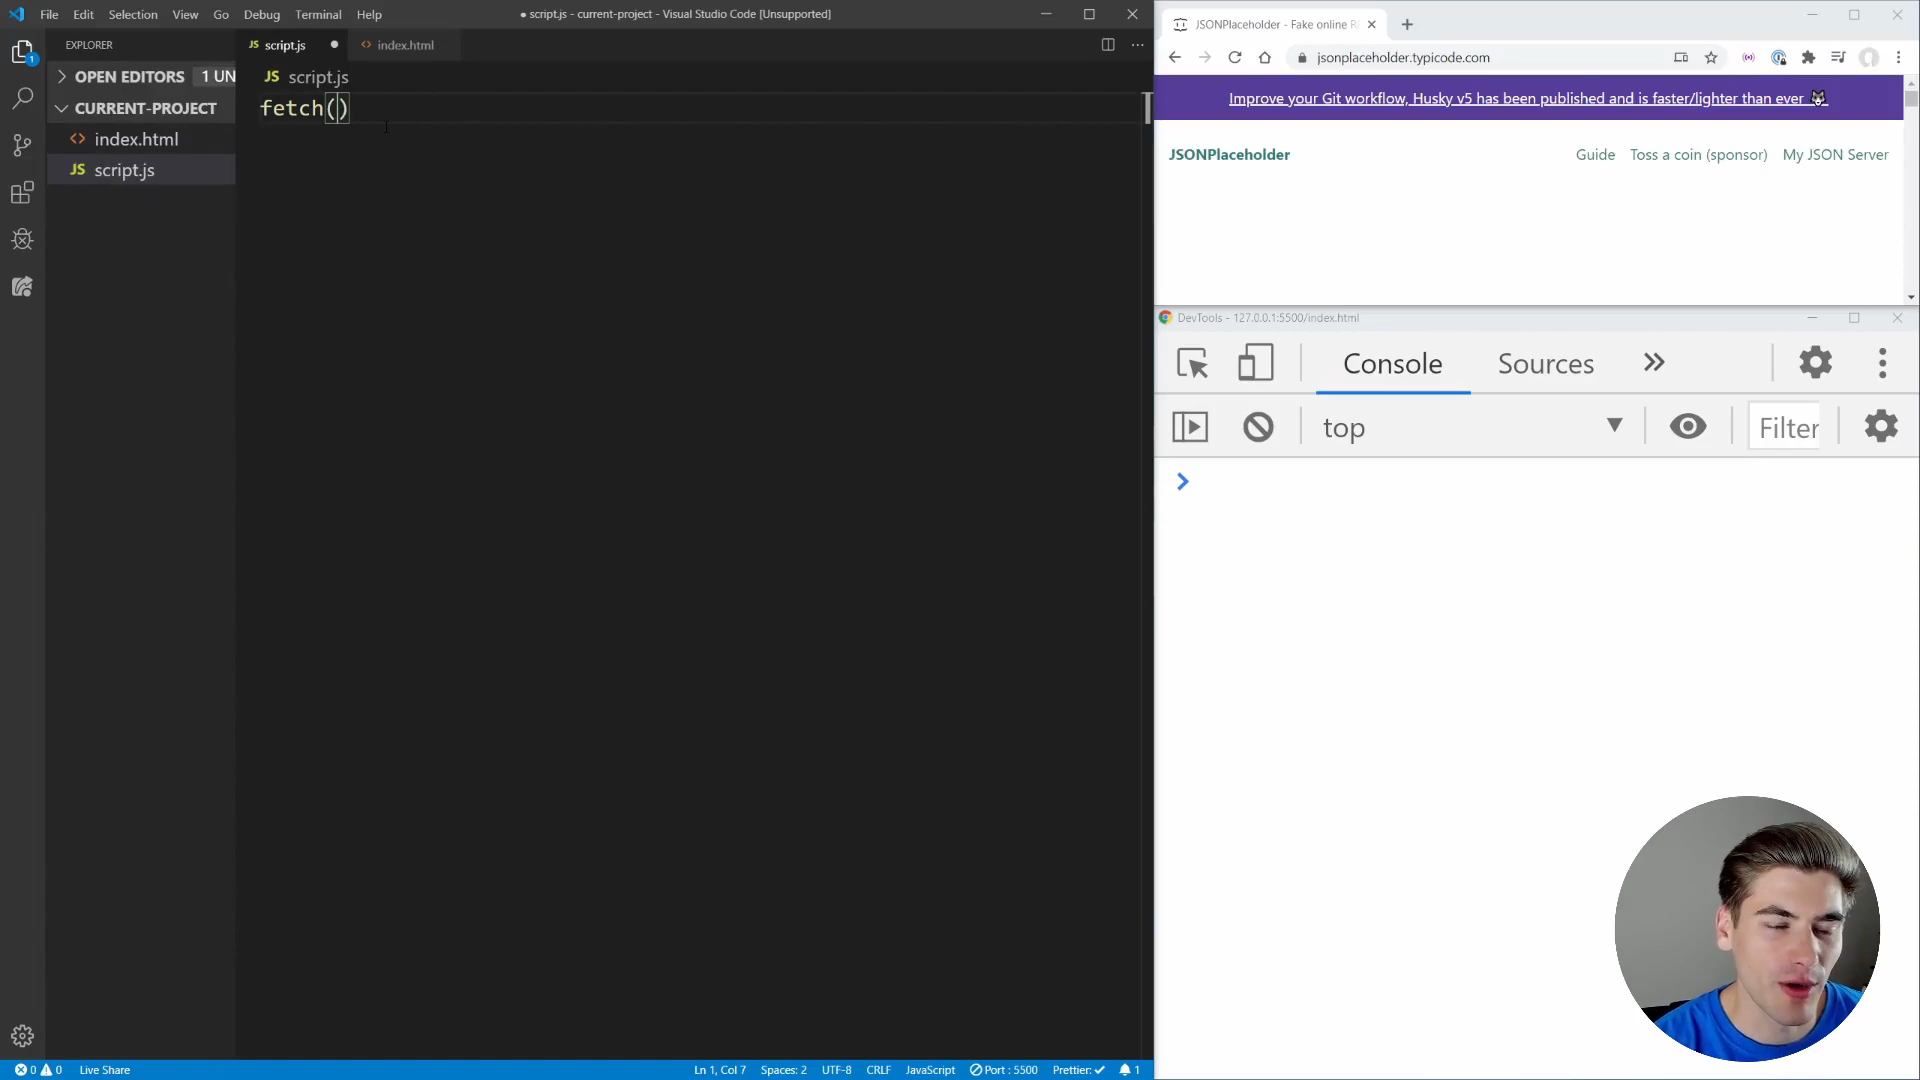 File Edit Selection View Go Debug Terminal Help
● script.js - current-project - Visual Studio Code [Unsupported]
EXPLORER
OPEN EDITORS 1 UN
CURRENT-PROJECT
index.html
JS script.js
1
JS script.js
index.html
JS script.js
fetch()
0 0 Live Share
Ln 1, Col 7 Spaces: 2 UTF-8 CRLF JavaScript Port : 5500 Prettier: ✓ 1
JSONPlaceholder - Fake online R
jsonplaceholder.typicode.com
Improve your Git workflow, Husky v5 has been published and is faster/lighter than ever
JSONPlaceholder
Guide Toss a coin (sponsor) My JSON Server
DevTools - 127.0.0.1:5500/index.html
Console Sources
top
Filter